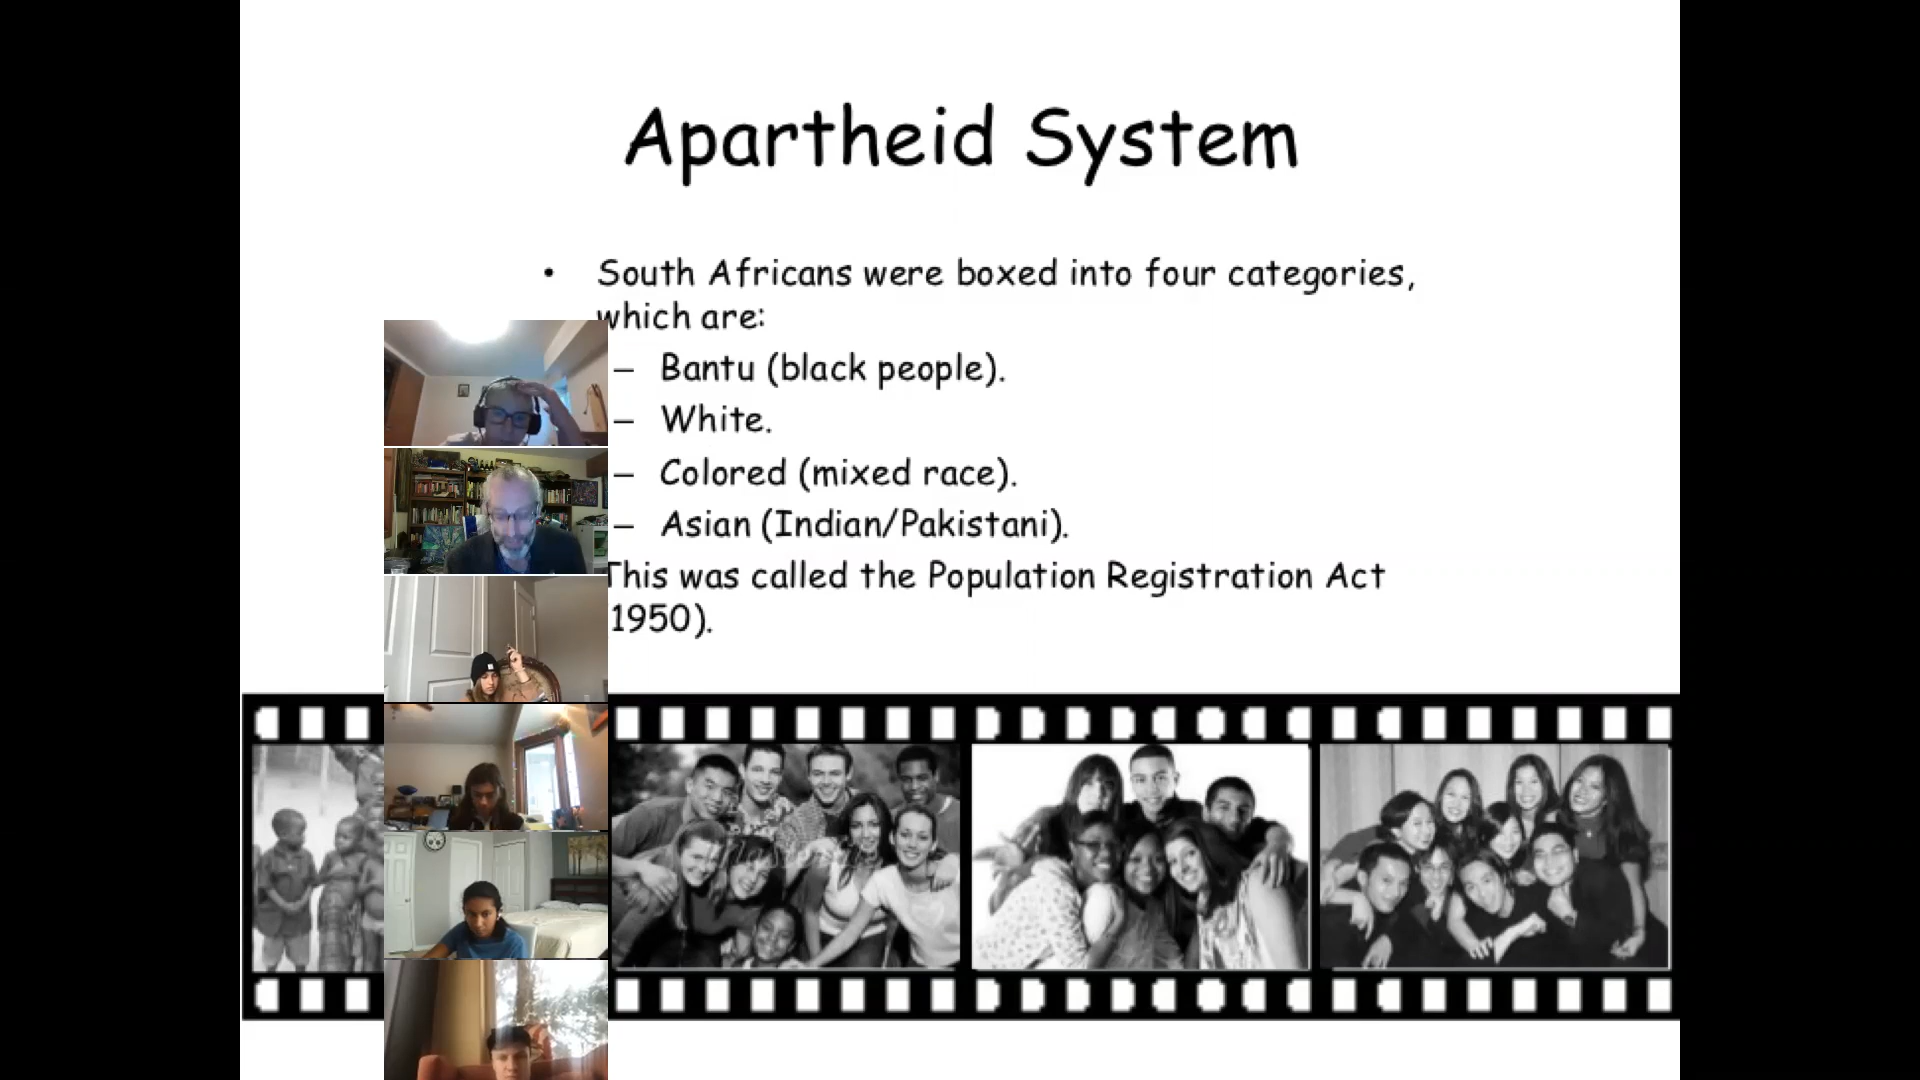 Apartheid System
• South Africans were boxed into four categories,
which are:
– Bantu (black people).
– White.
– Colored (mixed race).
– Asian (Indian/Pakistani).
This was called the Population Registration Act
1950).